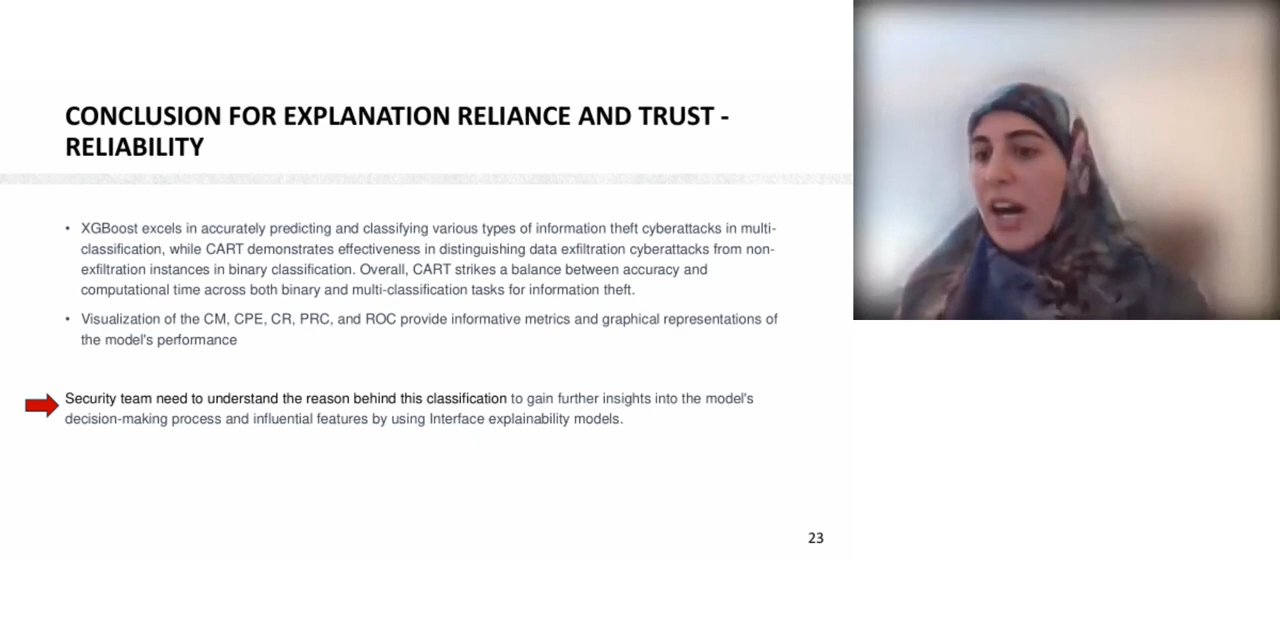 CONCLUSION FOR EXPLANATION RELIANCE AND TRUST -
RELIABILITY
• XGBoost excels in accurately predicting and classifying various types of information theft cyberattacks in multi-
classification, while CART demonstrates effectiveness in distinguishing data exfiltration cyberattacks from non-
exfiltration instances in binary classification. Overall, CART strikes a balance between accuracy and
computational time across both binary and multi-classification tasks for information theft.
• Visualization of the CM, CPE, CR, PRC, and ROC provide informative metrics and graphical representations of
the model's performance
Security team need to understand the reason behind this classification to gain further insights into the model's
decision-making process and influential features by using Interface explainability models.
23